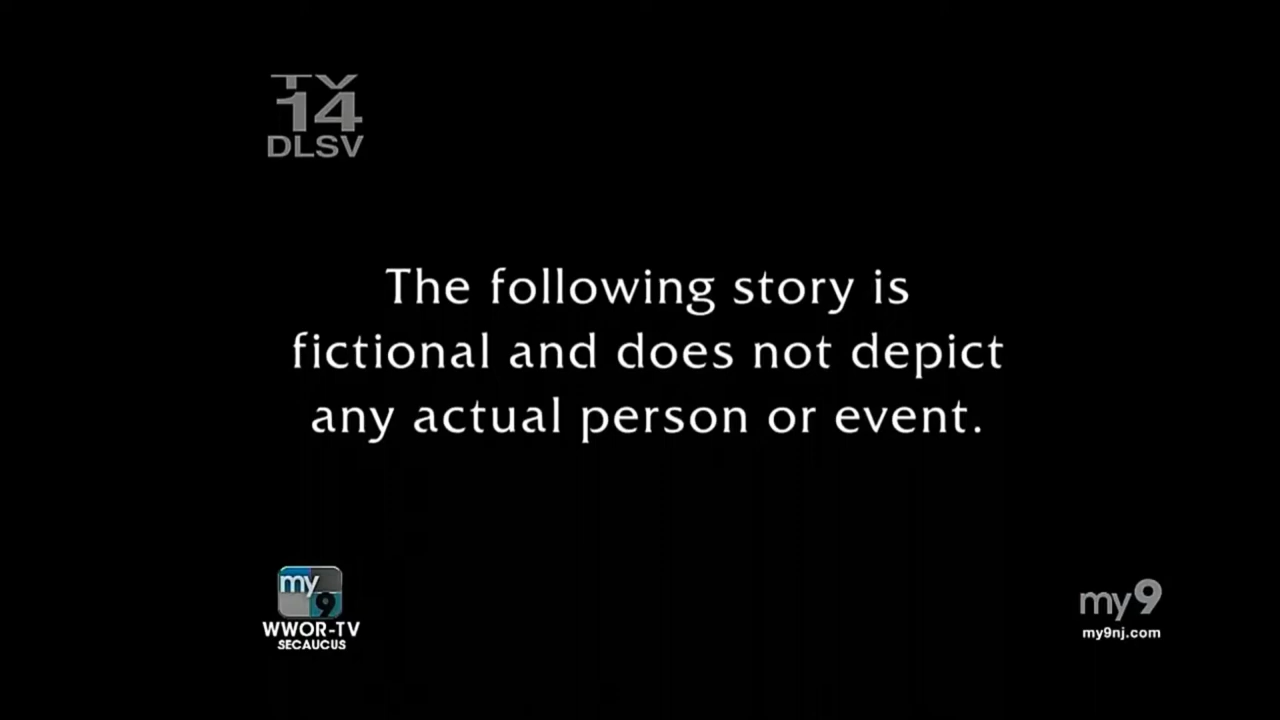 TV
14
DLSV
The following story is
fictional and does not depict
any actual person or event.
my
9
WWOR-TV
SECAUCUS
my9
my9nj.com